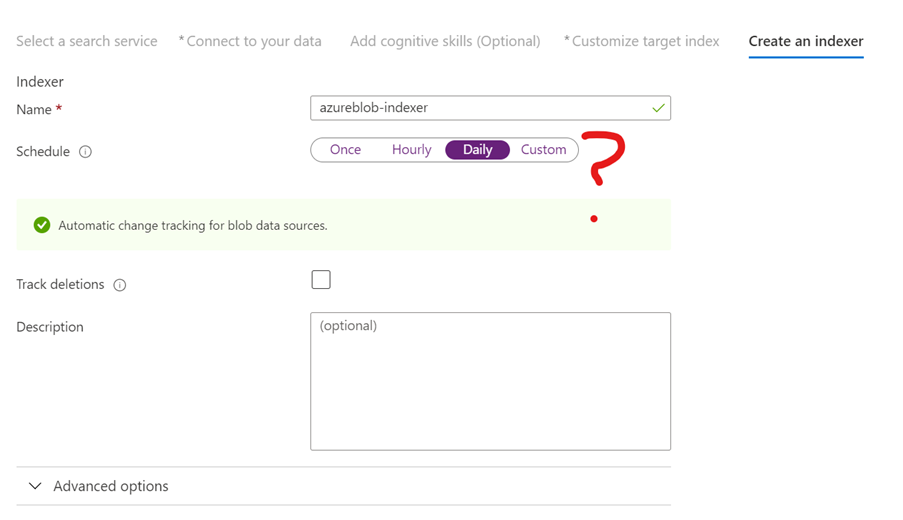 Select a search service * Connect to your data Add cognitive skills (Optional) * Customize target index Create an indexer
Indexer
Name * azureblob-indexer
Schedule Once Hourly Daily Custom ?
Automatic change tracking for blob data sources.
Track deletions
Description (optional)
Advanced options